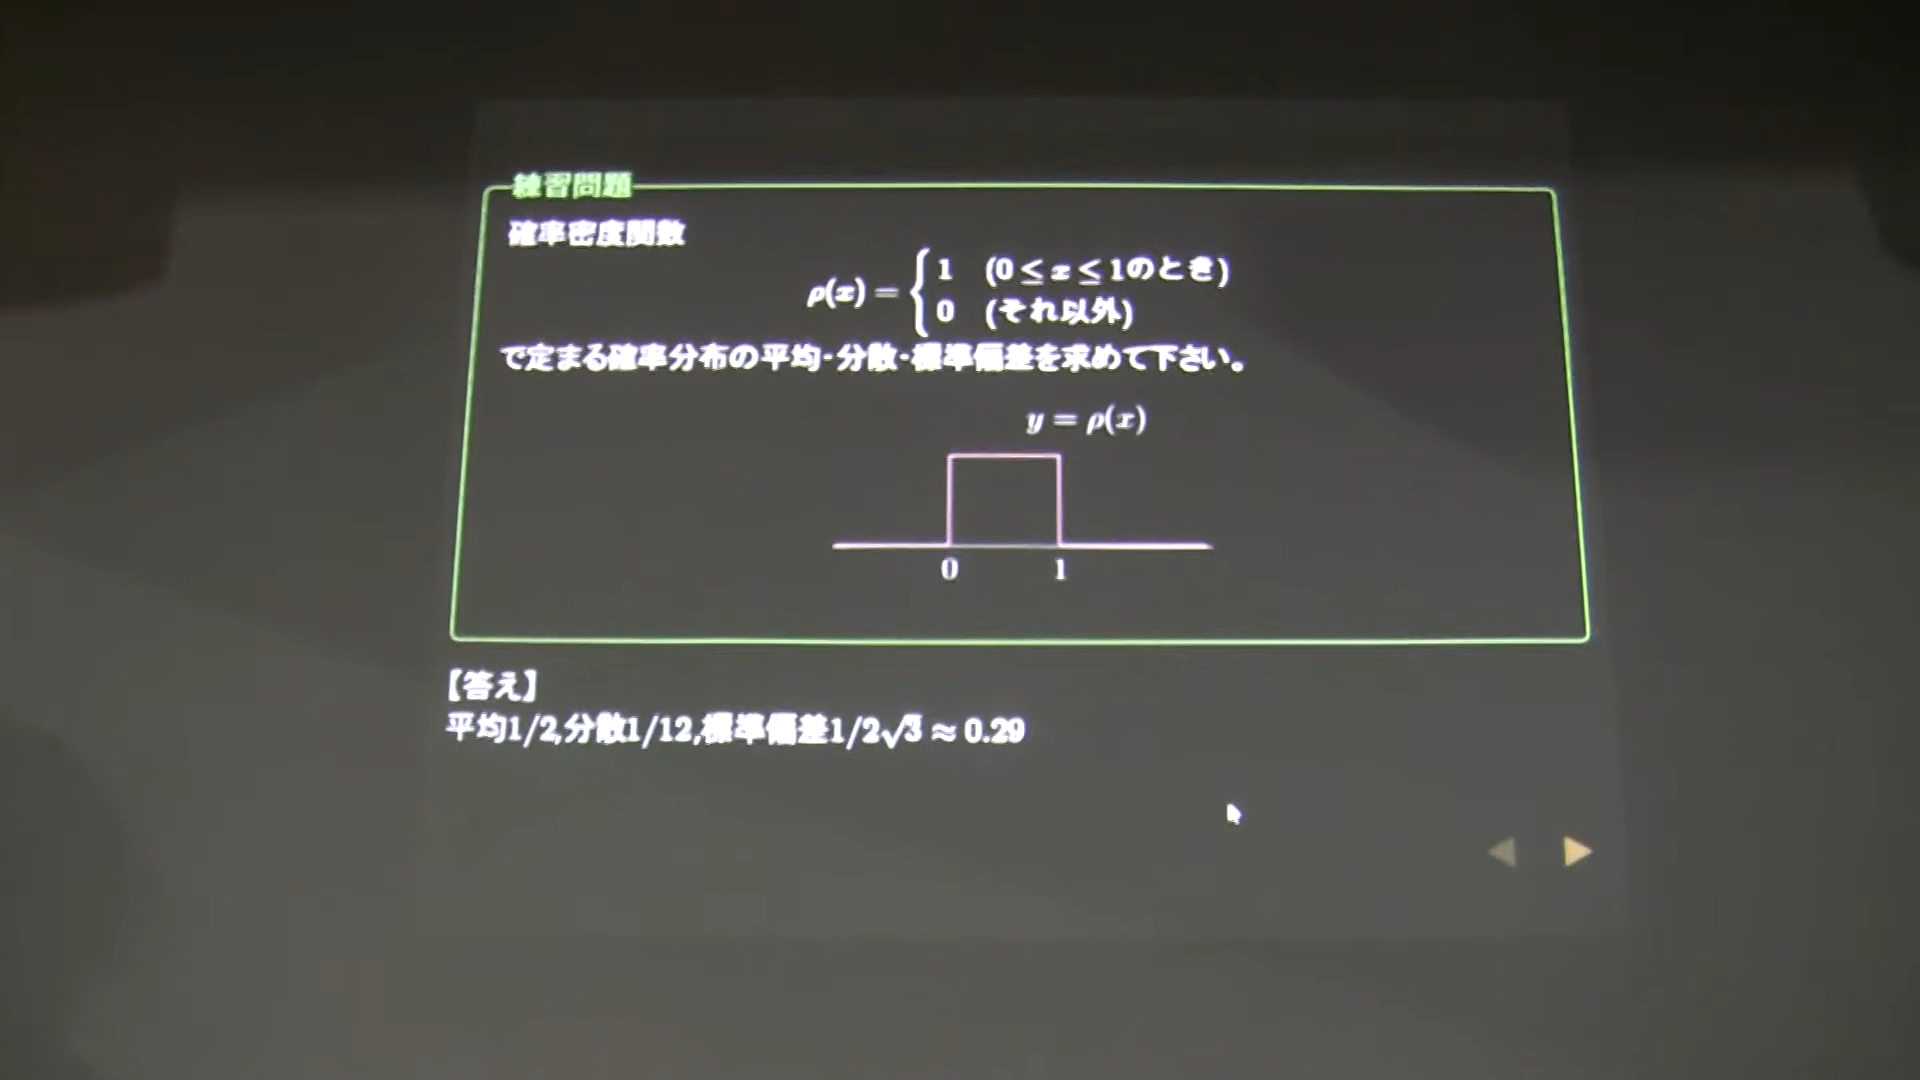 練習問題
確率密度関数
ρ(x) = { 1 (0 ≤ x ≤ 1のとき)
0 (それ以外)
で定まる確率分布の平均・分散・標準偏差を求めて下さい。
y = ρ(x)
0 1
【答え】
平均1/2,分散1/12,標準偏差1/2√3 ≈ 0.29